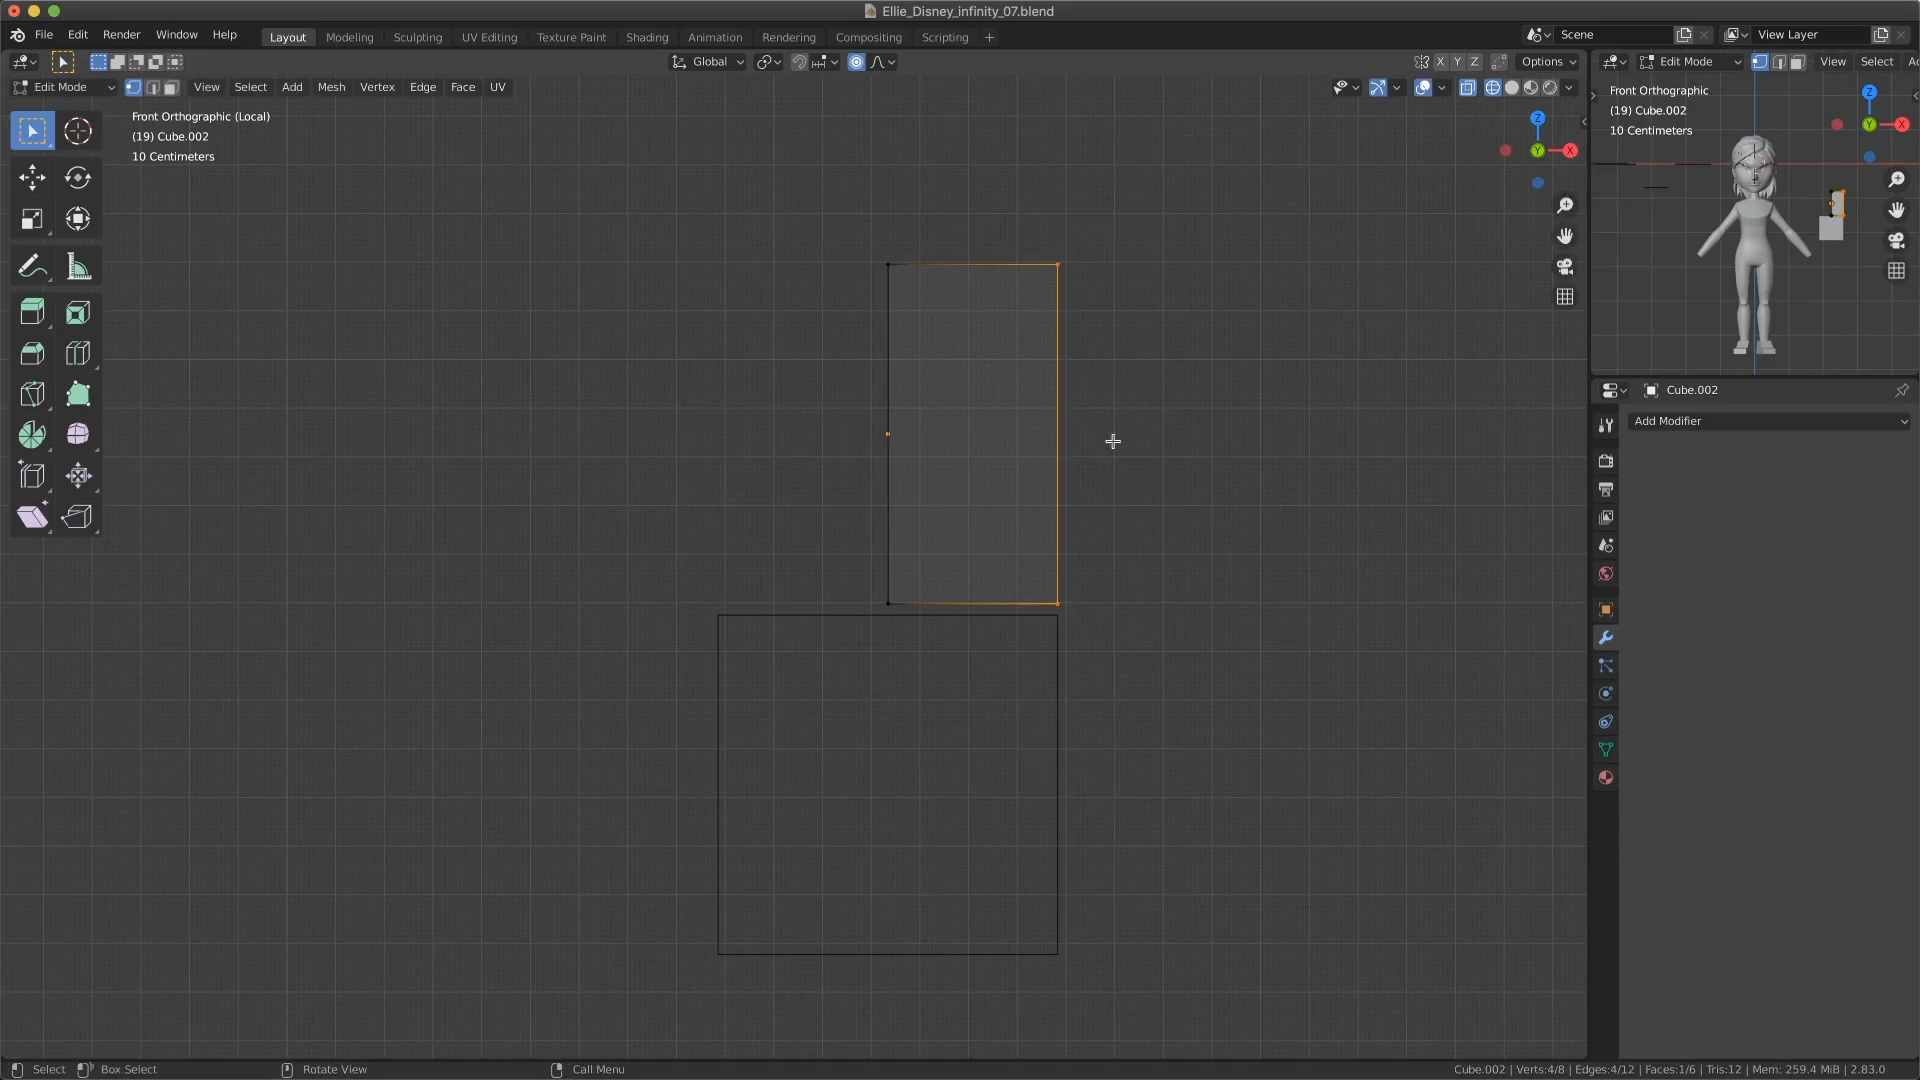 Ellie_Disney_infinity_07.blend
File Edit Render Window Help Layout Modeling Sculpting UV Editing Texture Paint Shading Animation Rendering Compositing Scripting + Scene View Layer
Global X Y Z Options Edit Mode View Select
Edit Mode View Select Add Mesh Vertex Edge Face UV
Front Orthographic (Local)
(19) Cube.002
10 Centimeters
Z
Y
X
Front Orthographic
(19) Cube.002
10 Centimeters
Z
Y
X
Cube.002
Add Modifier
Select Box Select Rotate View Call Menu Cube.002 | Verts:4/8 | Edges:4/12 | Faces:1/6 | Tris:12 | Mem: 259.4 MiB | 2.83.0